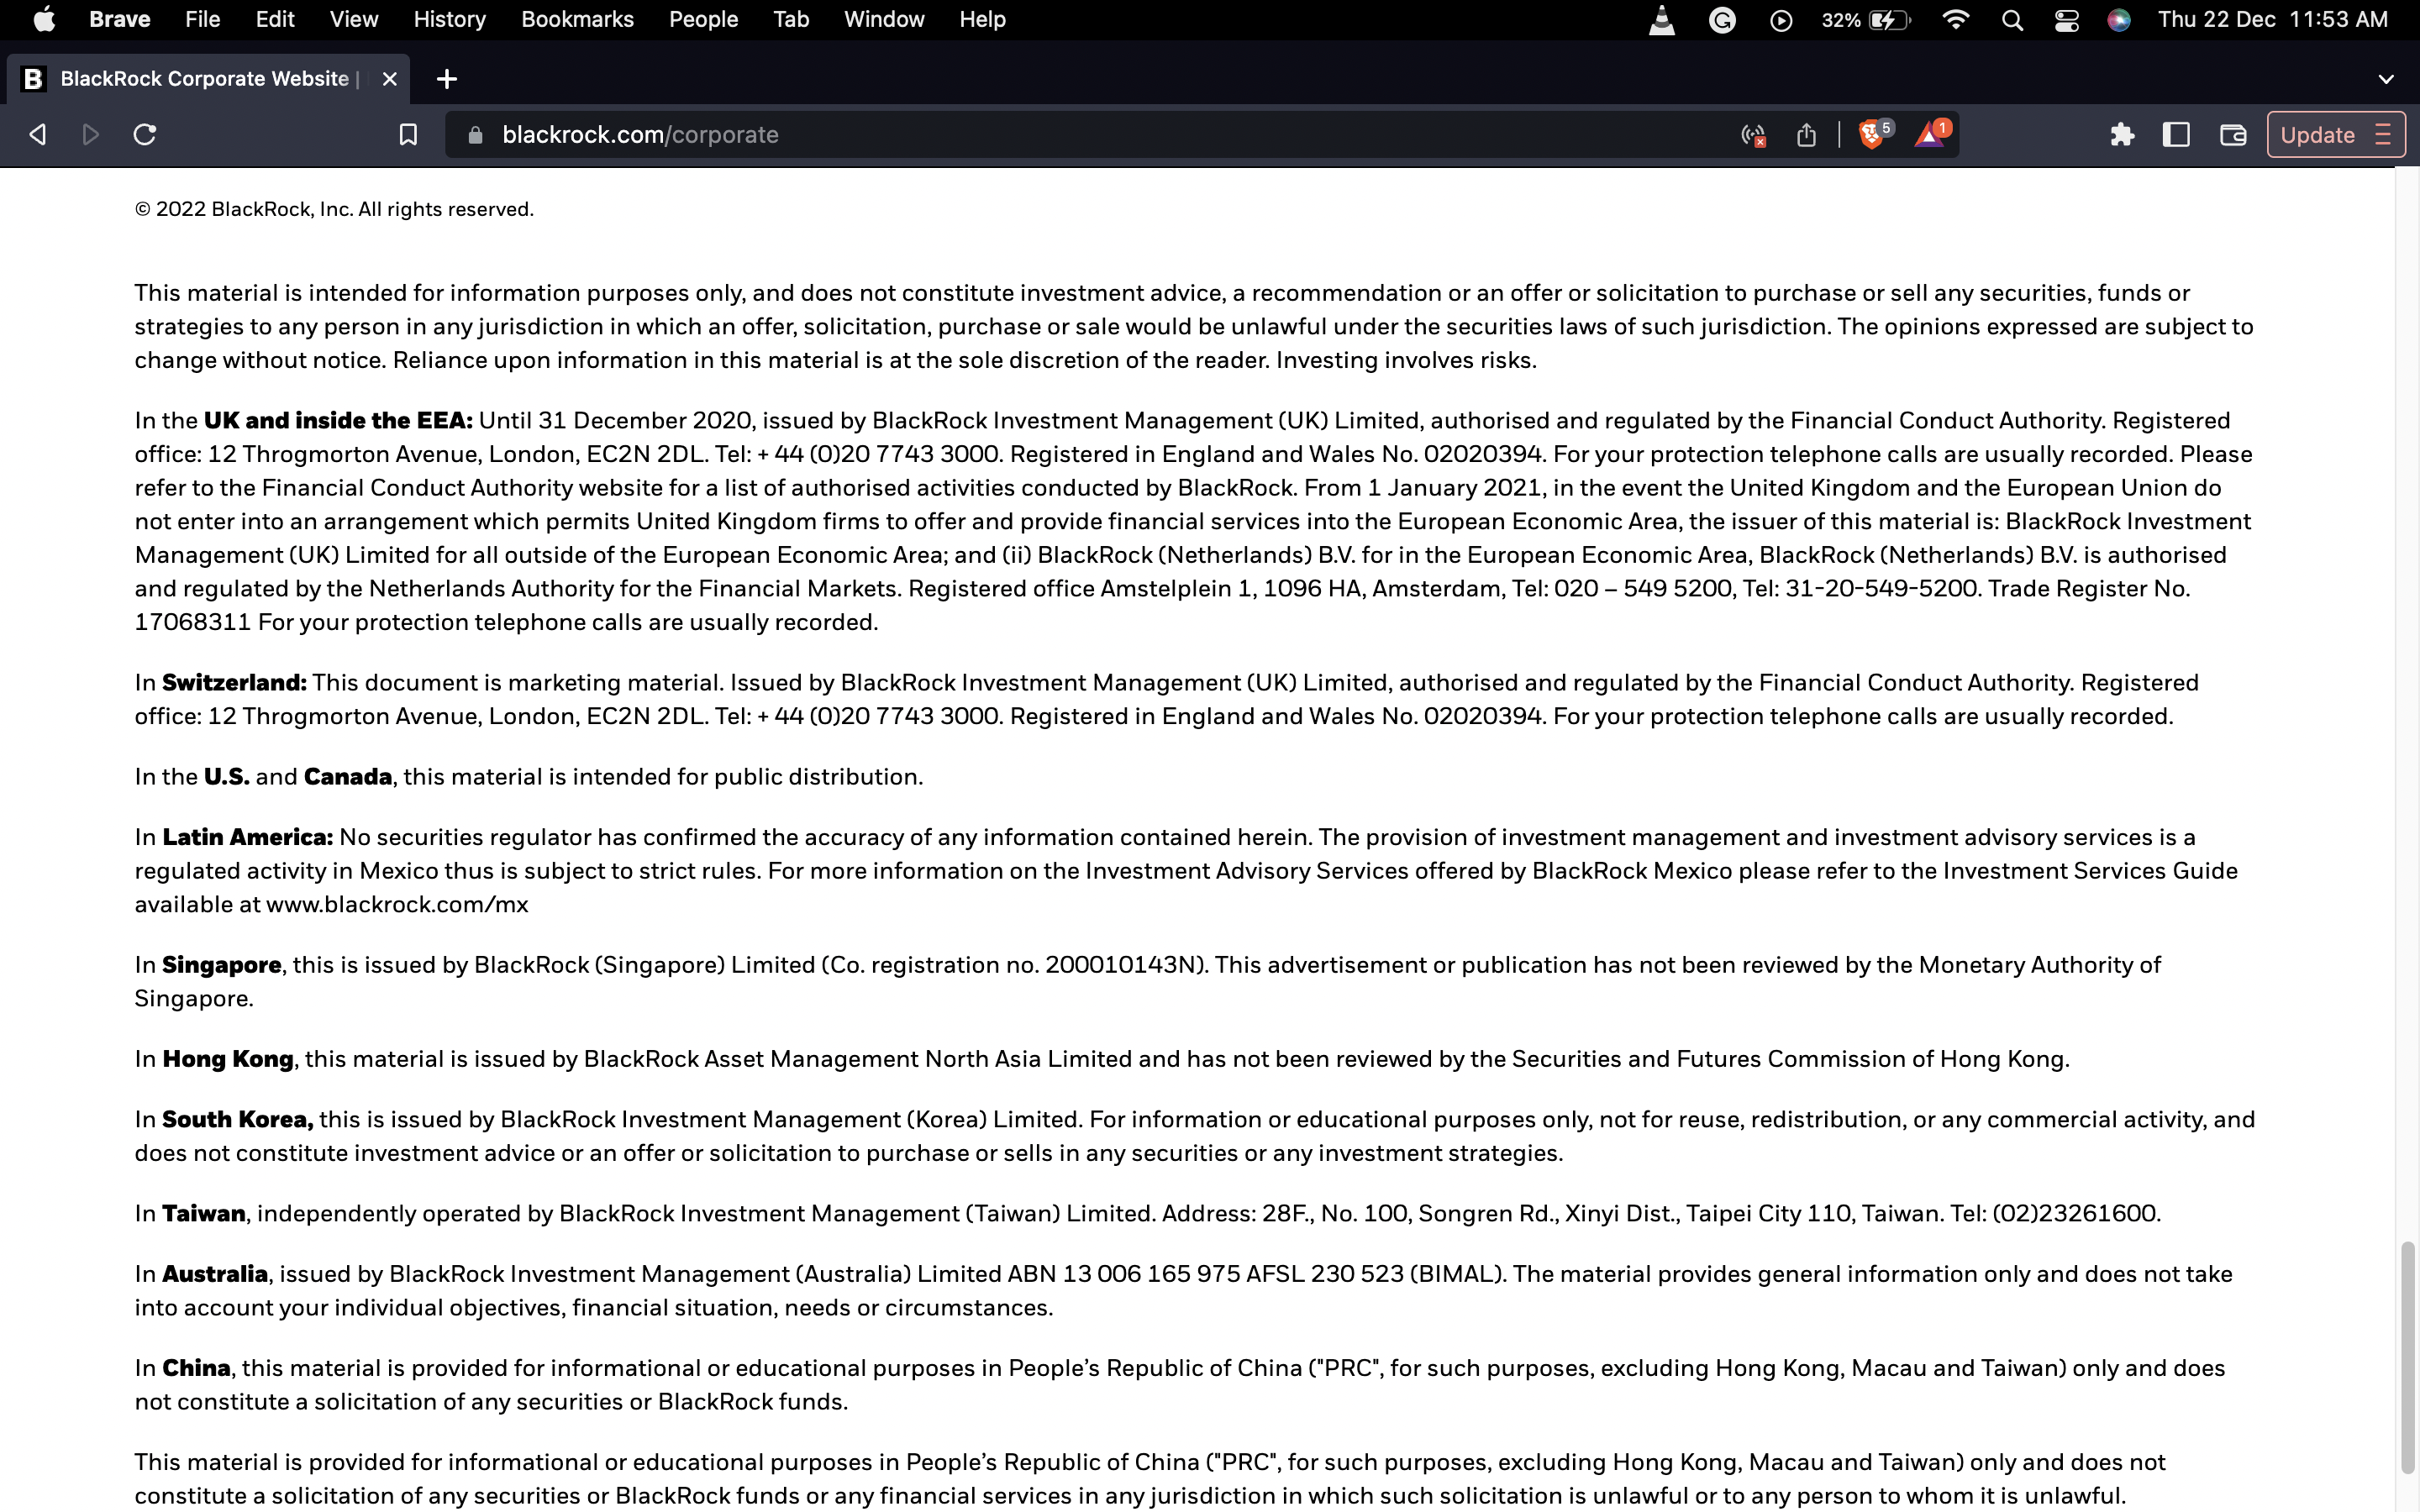 Brave File Edit View History Bookmarks People Tab Window Help 32% Thu 22 Dec 11:53 AM
B BlackRock Corporate Website |
blackrock.com/corporate 5 1 Update
© 2022 BlackRock, Inc. All rights reserved.
This material is intended for information purposes only, and does not constitute investment advice, a recommendation or an offer or solicitation to purchase or sell any securities, funds or
strategies to any person in any jurisdiction in which an offer, solicitation, purchase or sale would be unlawful under the securities laws of such jurisdiction. The opinions expressed are subject to
change without notice. Reliance upon information in this material is at the sole discretion of the reader. Investing involves risks.
In the UK and inside the EEA: Until 31 December 2020, issued by BlackRock Investment Management (UK) Limited, authorised and regulated by the Financial Conduct Authority. Registered
office: 12 Throgmorton Avenue, London, EC2N 2DL. Tel: + 44 (0)20 7743 3000. Registered in England and Wales No. 02020394. For your protection telephone calls are usually recorded. Please
refer to the Financial Conduct Authority website for a list of authorised activities conducted by BlackRock. From 1 January 2021, in the event the United Kingdom and the European Union do
not enter into an arrangement which permits United Kingdom firms to offer and provide financial services into the European Economic Area, the issuer of this material is: BlackRock Investment
Management (UK) Limited for all outside of the European Economic Area; and (ii) BlackRock (Netherlands) B.V. for in the European Economic Area, BlackRock (Netherlands) B.V. is authorised
and regulated by the Netherlands Authority for the Financial Markets. Registered office Amstelplein 1, 1096 HA, Amsterdam, Tel: 020 – 549 5200, Tel: 31-20-549-5200. Trade Register No.
17068311 For your protection telephone calls are usually recorded.
In Switzerland: This document is marketing material. Issued by BlackRock Investment Management (UK) Limited, authorised and regulated by the Financial Conduct Authority. Registered
office: 12 Throgmorton Avenue, London, EC2N 2DL. Tel: + 44 (0)20 7743 3000. Registered in England and Wales No. 02020394. For your protection telephone calls are usually recorded.
In the U.S. and Canada, this material is intended for public distribution.
In Latin America: No securities regulator has confirmed the accuracy of any information contained herein. The provision of investment management and investment advisory services is a
regulated activity in Mexico thus is subject to strict rules. For more information on the Investment Advisory Services offered by BlackRock Mexico please refer to the Investment Services Guide
available at www.blackrock.com/mx
In Singapore, this is issued by BlackRock (Singapore) Limited (Co. registration no. 200010143N). This advertisement or publication has not been reviewed by the Monetary Authority of
Singapore.
In Hong Kong, this material is issued by BlackRock Asset Management North Asia Limited and has not been reviewed by the Securities and Futures Commission of Hong Kong.
In South Korea, this is issued by BlackRock Investment Management (Korea) Limited. For information or educational purposes only, not for reuse, redistribution, or any commercial activity, and
does not constitute investment advice or an offer or solicitation to purchase or sells in any securities or any investment strategies.
In Taiwan, independently operated by BlackRock Investment Management (Taiwan) Limited. Address: 28F., No. 100, Songren Rd., Xinyi Dist., Taipei City 110, Taiwan. Tel: (02)23261600.
In Australia, issued by BlackRock Investment Management (Australia) Limited ABN 13 006 165 975 AFSL 230 523 (BIMAL). The material provides general information only and does not take
into account your individual objectives, financial situation, needs or circumstances.
In China, this material is provided for informational or educational purposes in People’s Republic of China ("PRC", for such purposes, excluding Hong Kong, Macau and Taiwan) only and does
not constitute a solicitation of any securities or BlackRock funds.
This material is provided for informational or educational purposes in People’s Republic of China ("PRC", for such purposes, excluding Hong Kong, Macau and Taiwan) only and does not
constitute a solicitation of any securities or BlackRock funds or any financial services in any jurisdiction in which such solicitation is unlawful or to any person to whom it is unlawful.